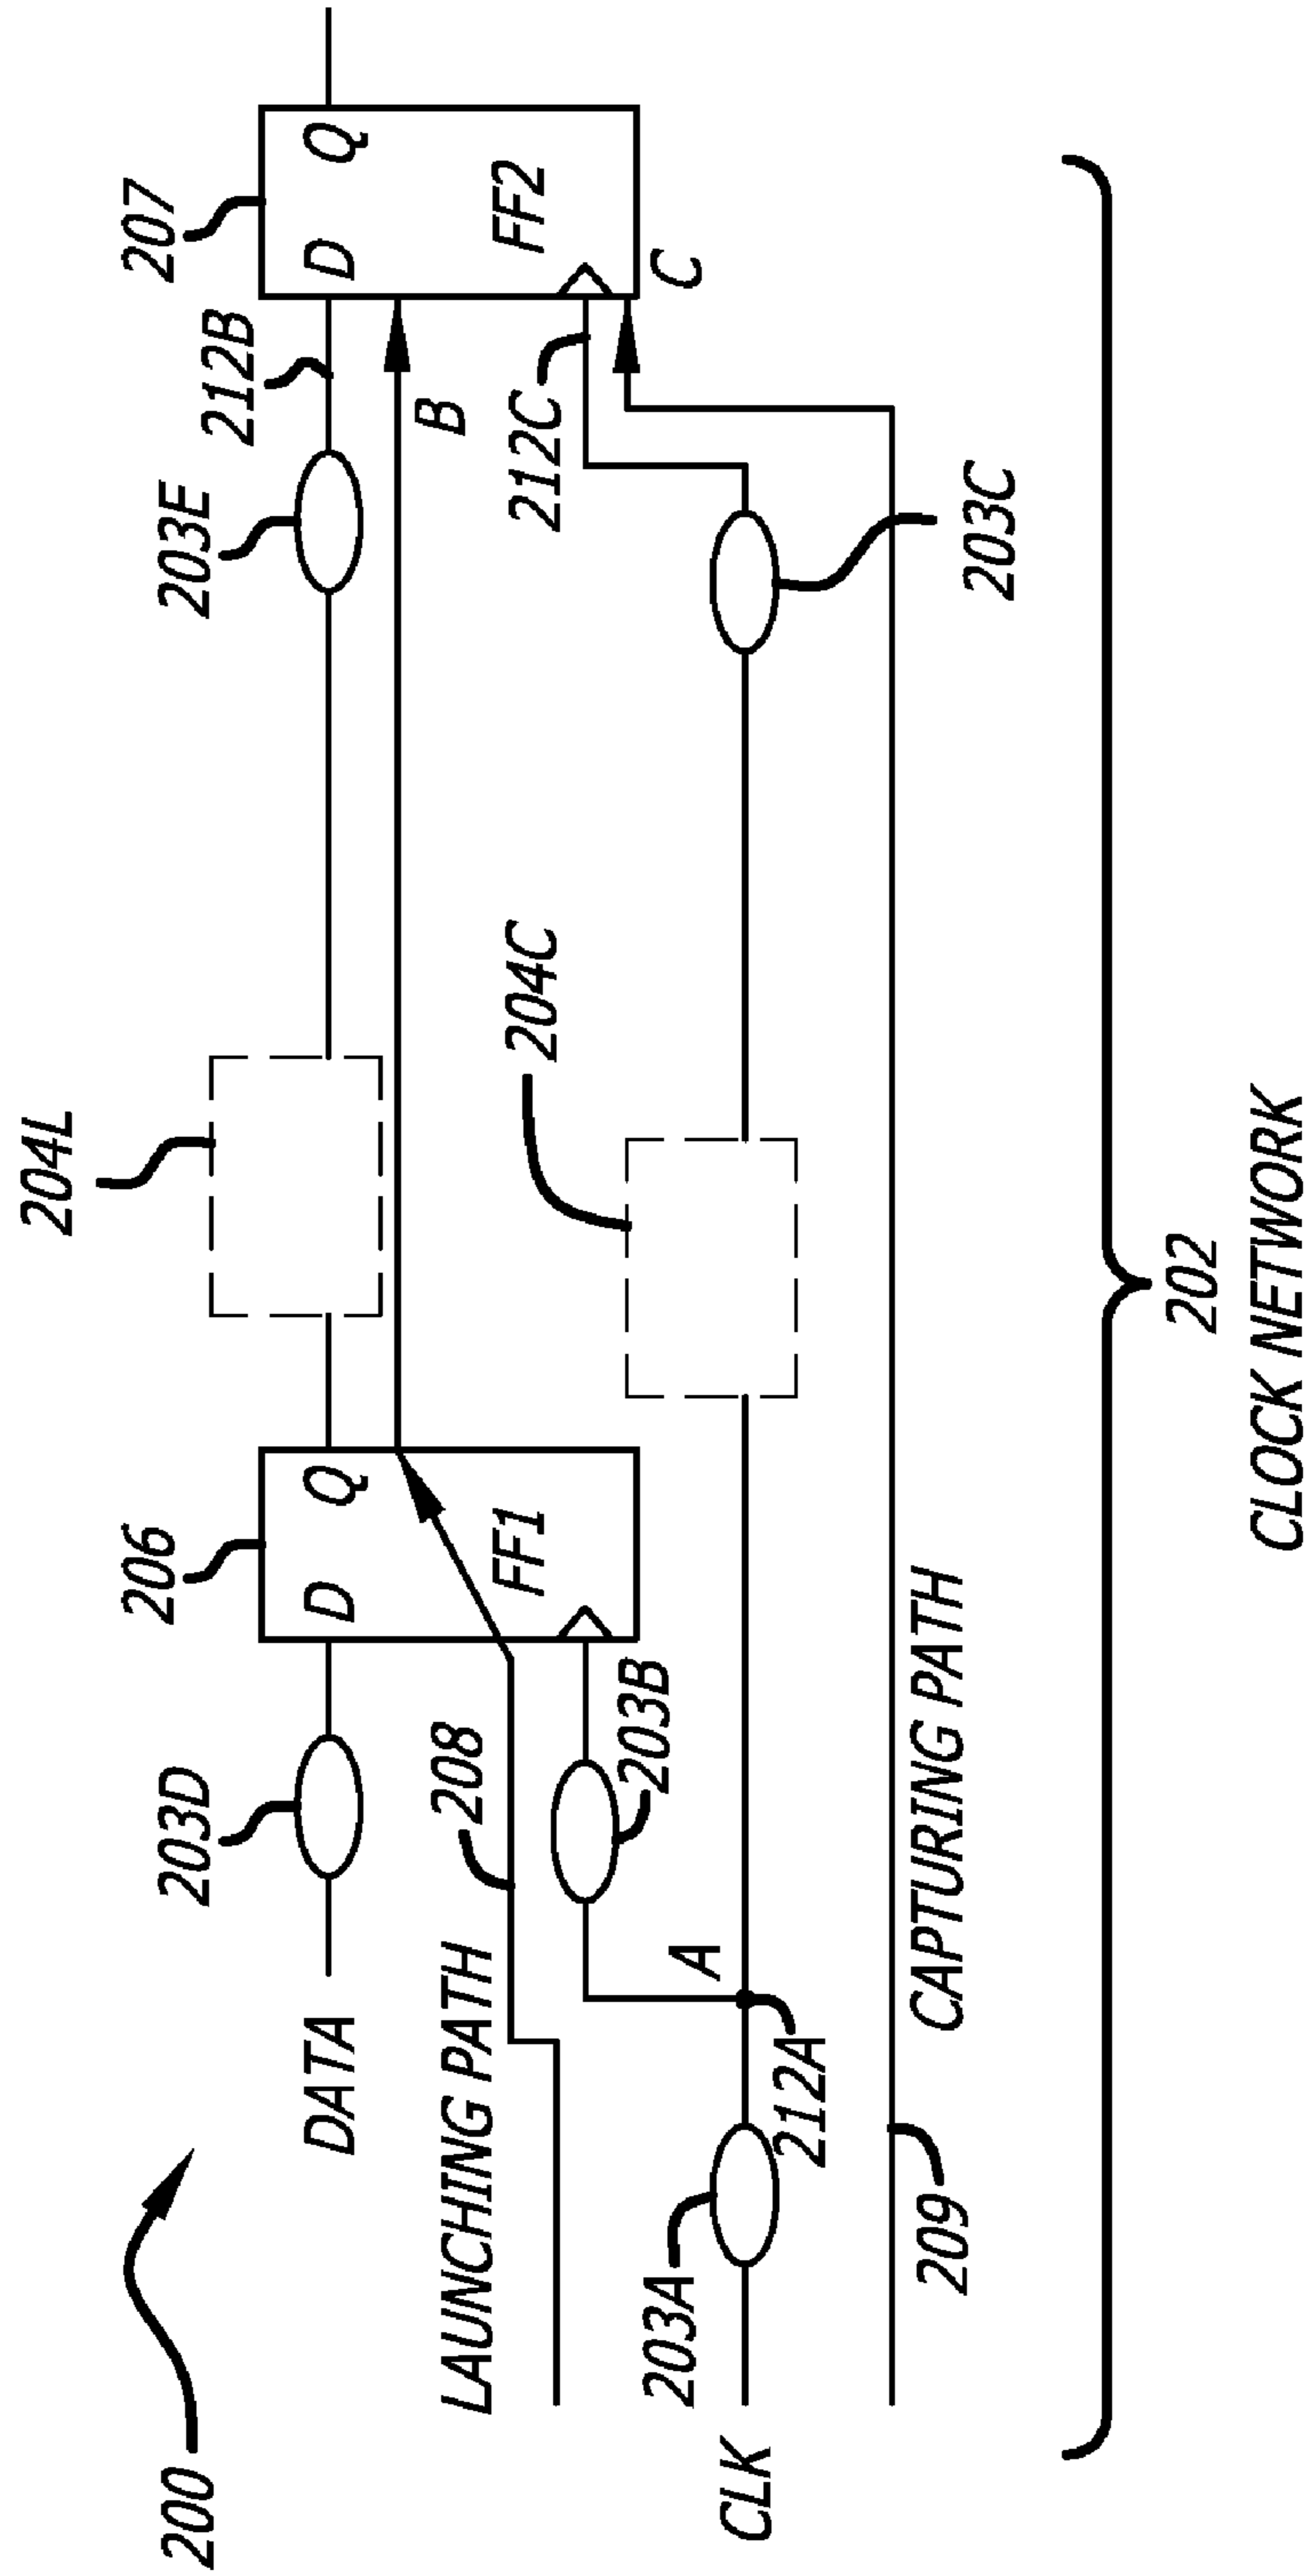 200
DATA
203D
206
D
Q
FF1
204L
203E
212B
207
D
Q
FF2
LAUNCHING PATH
208
B
203B
204C
212C
C
CLK
203A
A
212A
203C
209
CAPTURING PATH
202
CLOCK NETWORK